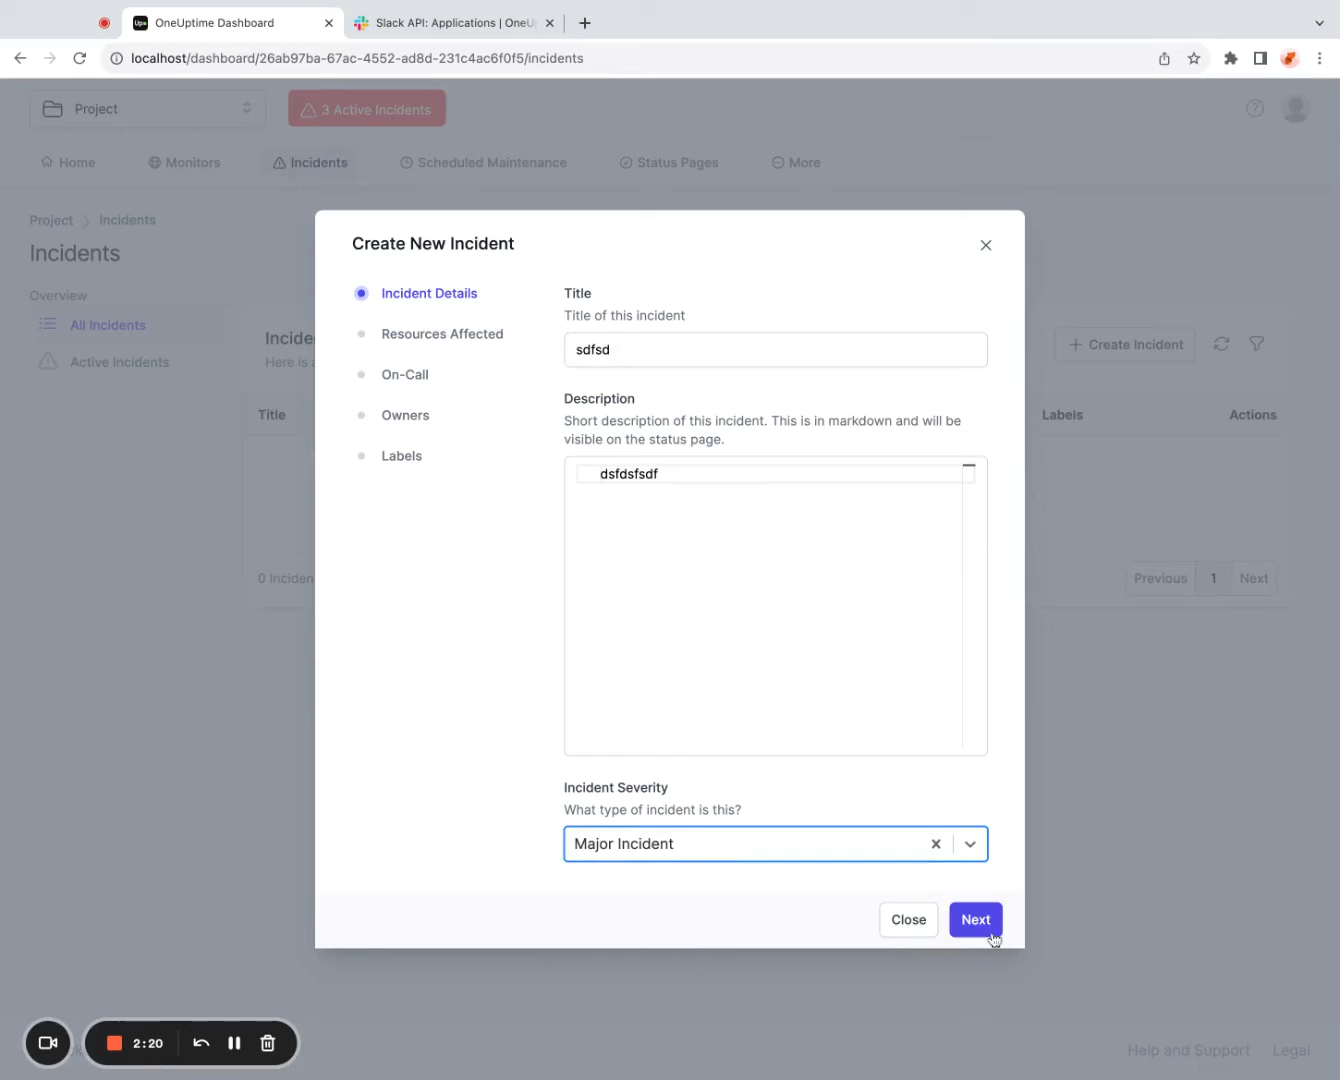 OneUptime Dashboard
Slack API: Applications | OneU
localhost/dashboard/26ab97ba-67ac-4552-ad8d-231c4ac6f0f5/incidents
Project
3 Active Incidents
Home
Monitors
Incidents
Scheduled Maintenance
Status Pages
More
Project
Incidents
Incidents
Overview
All Incidents
Active Incidents
Here is
Create Incident
Title
Labels
Actions
0
Previous
1
Next
Create New Incident
Incident Details
Resources Affected
On-Call
Owners
Labels
Title
Title of this incident
sdfsd
Description
Short description of this incident. This is in markdown and will be
visible on the status page.
dsfdsfsdf
Incident Severity
What type of incident is this?
Major Incident
Close
Next
2:20
Help and Support
Legal